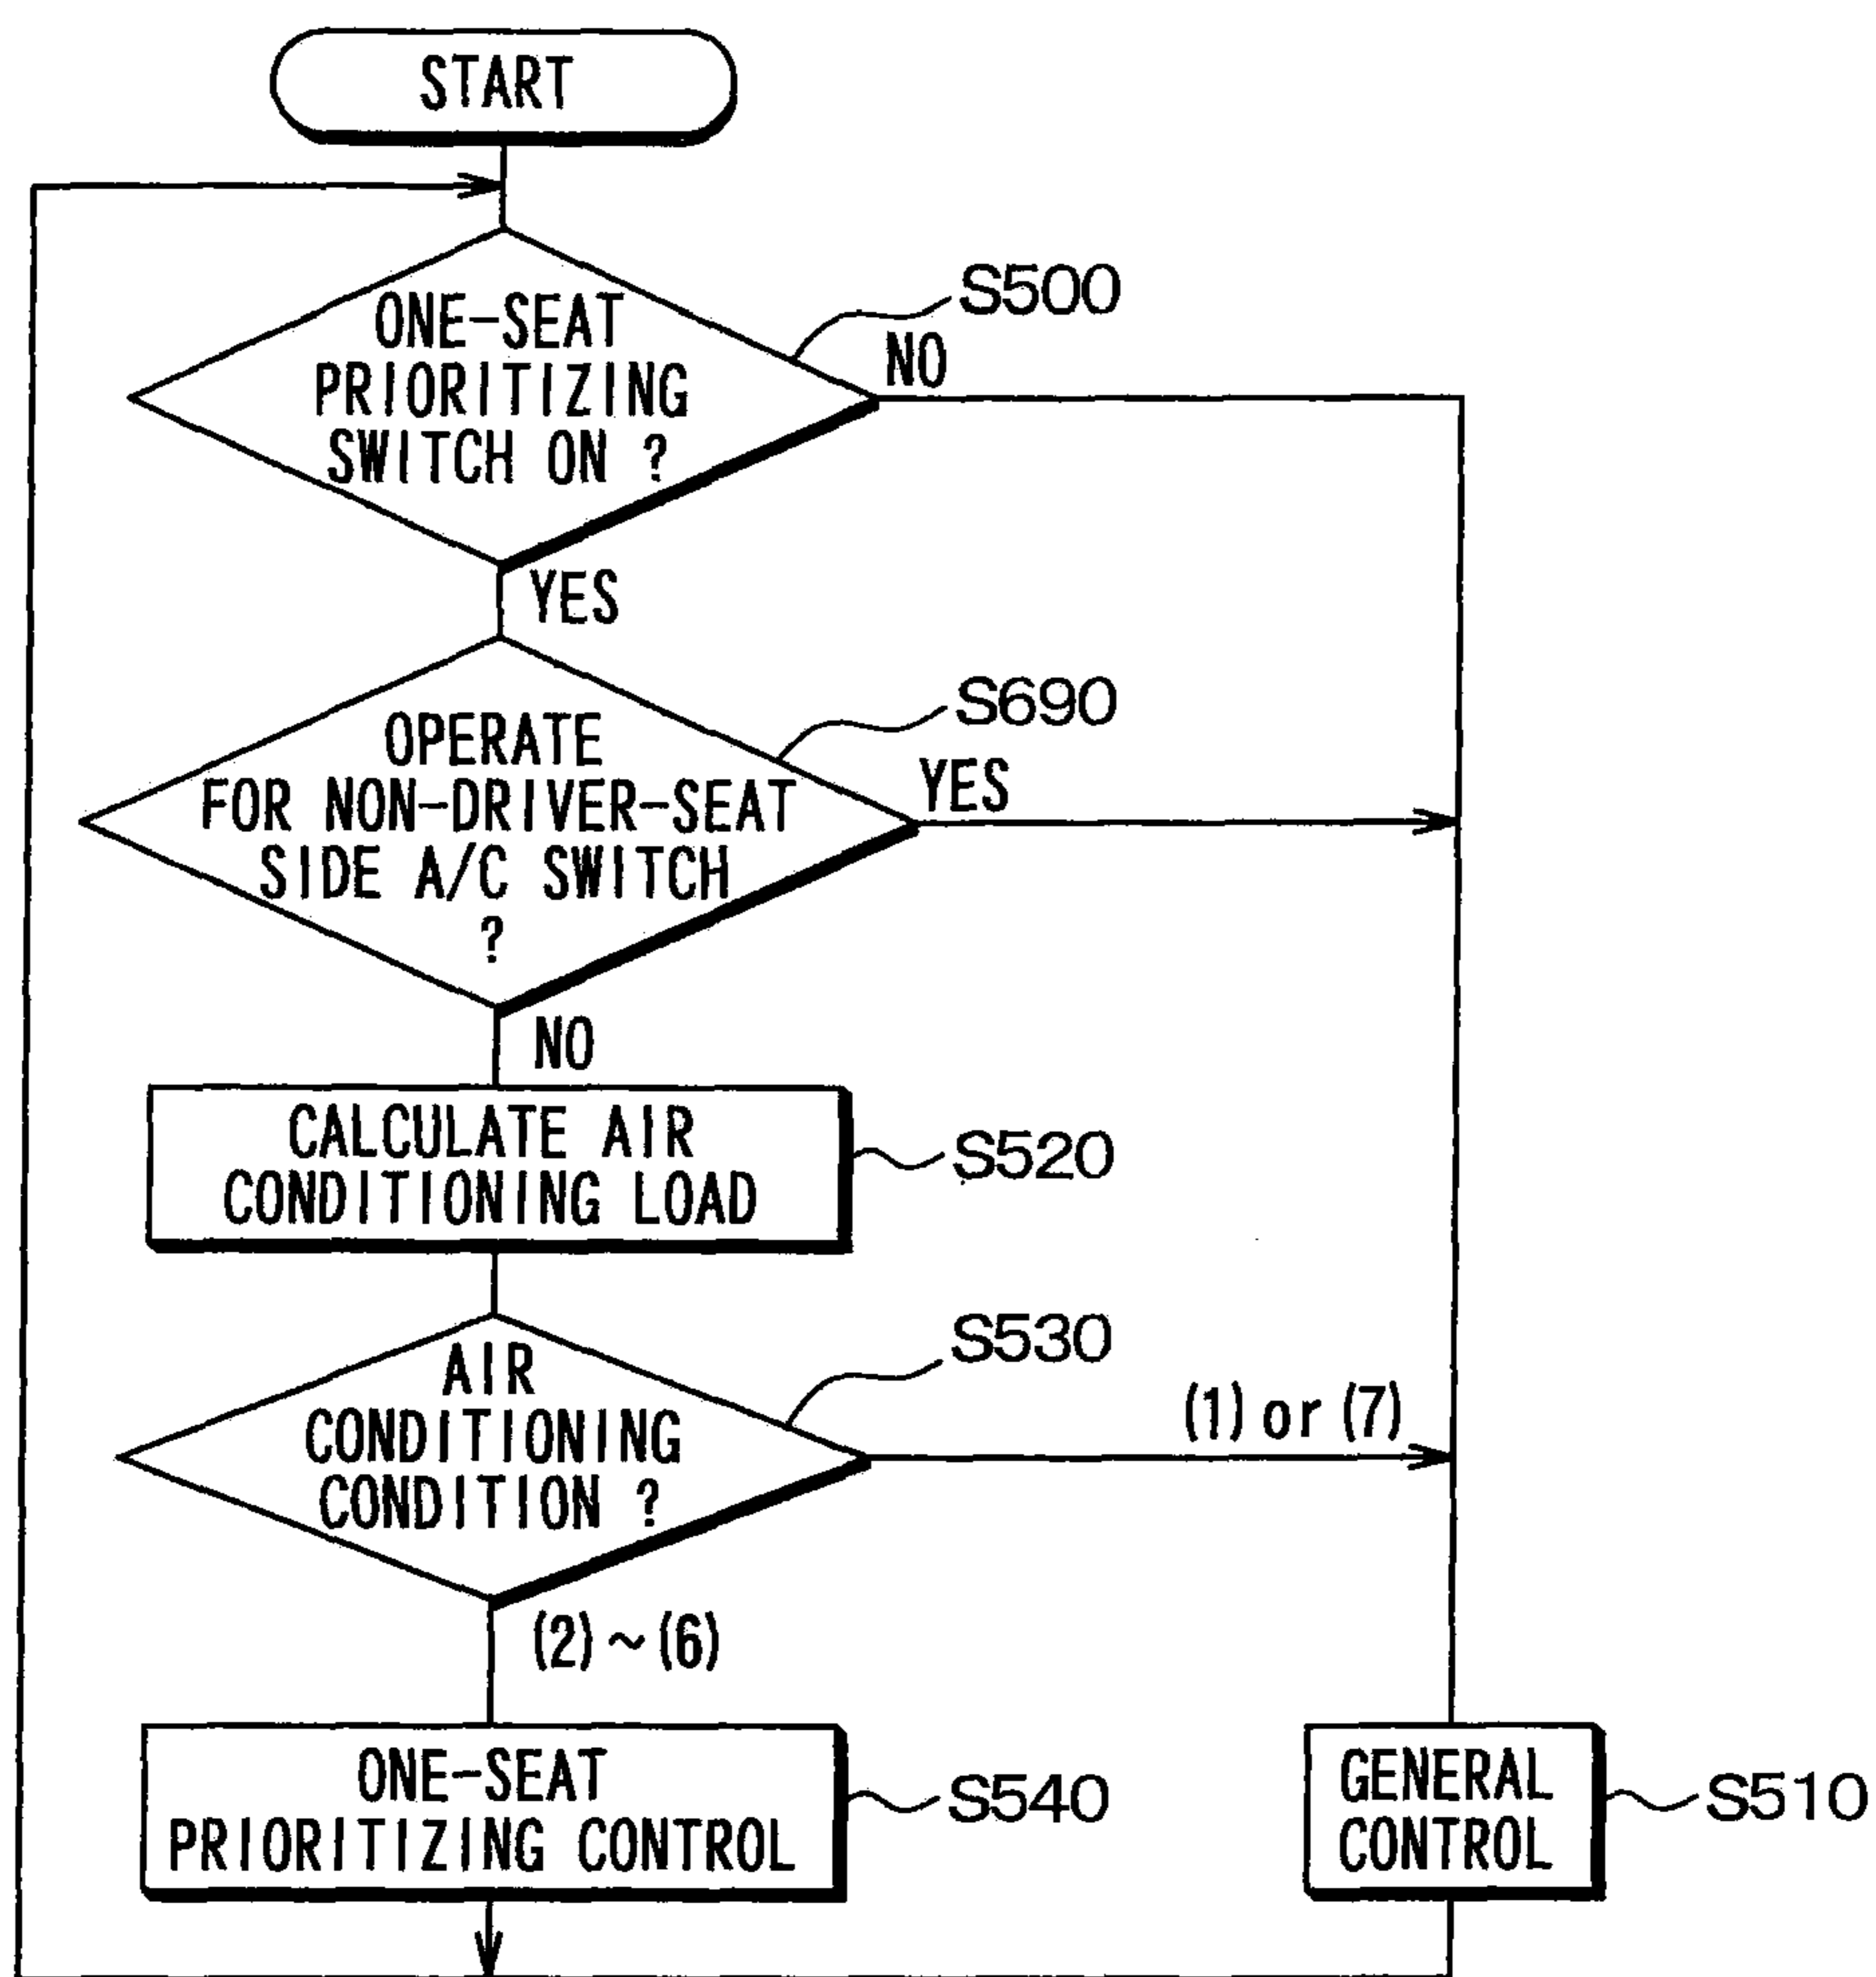 START
ONE-SEAT
PRIORITIZING
SWITCH ON ?
S500
NO
YES
OPERATE
FOR NON-DRIVER-SEAT
SIDE A/C SWITCH
?
S690
YES
NO
CALCULATE AIR
CONDITIONING LOAD
S520
AIR
CONDITIONING
CONDITION ?
S530
(1) or (7)
(2)~(6)
ONE-SEAT
PRIORITIZING CONTROL
S540
GENERAL
CONTROL
S510